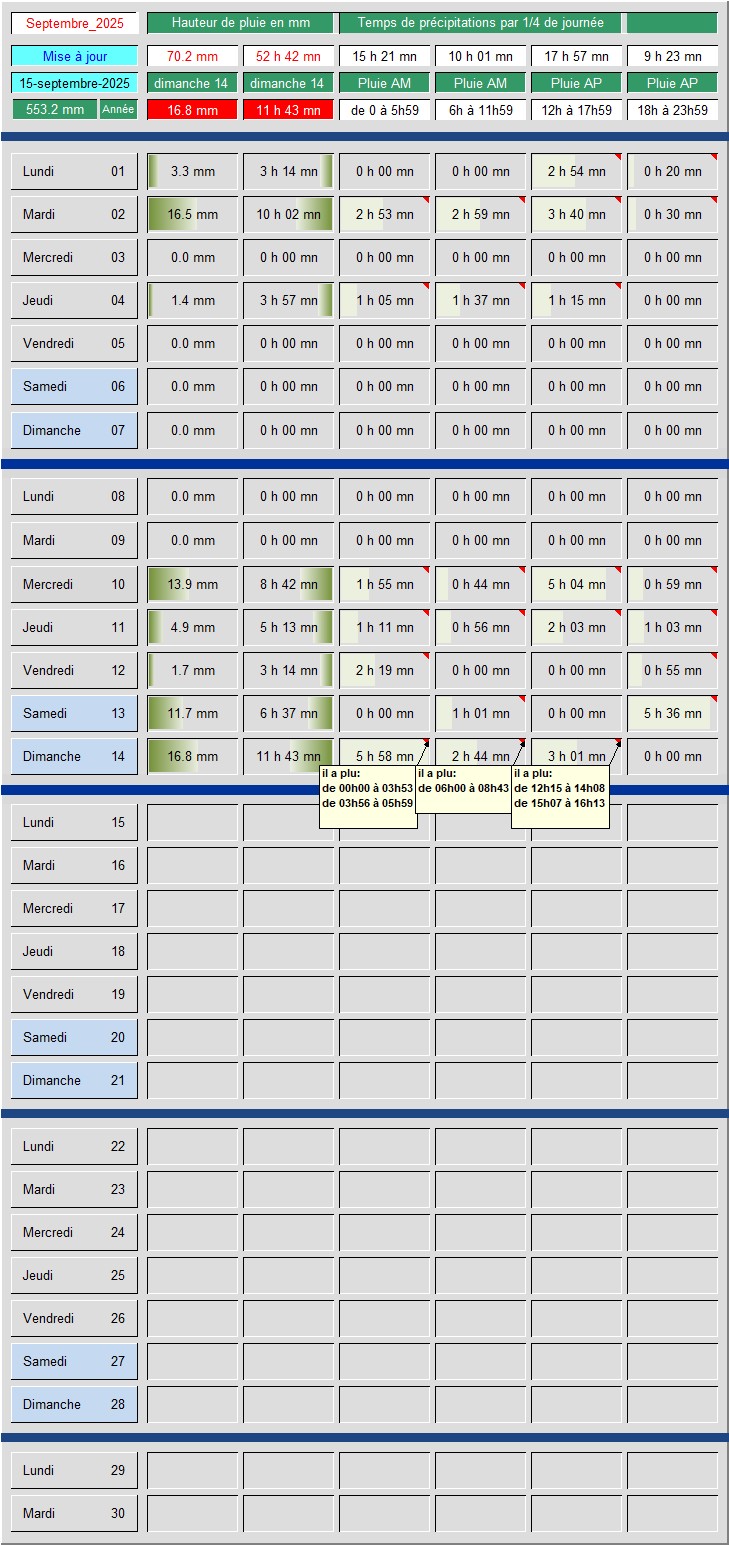 Septembre_2025 Hauteur de pluie en mm Temps de précipitations par 1/4 de journée
Mise à jour 70.2 mm 52 h 42 mn 15 h 21 mn 10 h 01 mn 17 h 57 mn 9 h 23 mn
15-septembre-2025 dimanche 14 dimanche 14 Pluie AM Pluie AM Pluie AP Pluie AP
553.2 mm Année 16.8 mm 11 h 43 mn de 0 à 5h59 6h à 11h59 12h à 17h59 18h à 23h59
Lundi 01 3.3 mm 3 h 14 mn 0 h 00 mn 0 h 00 mn 2 h 54 mn 0 h 20 mn
Mardi 02 16.5 mm 10 h 02 mn 2 h 53 mn 2 h 59 mn 3 h 40 mn 0 h 30 mn
Mercredi 03 0.0 mm 0 h 00 mn 0 h 00 mn 0 h 00 mn 0 h 00 mn 0 h 00 mn
Jeudi 04 1.4 mm 3 h 57 mn 1 h 05 mn 1 h 37 mn 1 h 15 mn 0 h 00 mn
Vendredi 05 0.0 mm 0 h 00 mn 0 h 00 mn 0 h 00 mn 0 h 00 mn 0 h 00 mn
Samedi 06 0.0 mm 0 h 00 mn 0 h 00 mn 0 h 00 mn 0 h 00 mn 0 h 00 mn
Dimanche 07 0.0 mm 0 h 00 mn 0 h 00 mn 0 h 00 mn 0 h 00 mn 0 h 00 mn
Lundi 08 0.0 mm 0 h 00 mn 0 h 00 mn 0 h 00 mn 0 h 00 mn 0 h 00 mn
Mardi 09 0.0 mm 0 h 00 mn 0 h 00 mn 0 h 00 mn 0 h 00 mn 0 h 00 mn
Mercredi 10 13.9 mm 8 h 42 mn 1 h 55 mn 0 h 44 mn 5 h 04 mn 0 h 59 mn
Jeudi 11 4.9 mm 5 h 13 mn 1 h 11 mn 0 h 56 mn 2 h 03 mn 1 h 03 mn
Vendredi 12 1.7 mm 3 h 14 mn 2 h 19 mn 0 h 00 mn 0 h 00 mn 0 h 55 mn
Samedi 13 11.7 mm 6 h 37 mn 0 h 00 mn 1 h 01 mn 0 h 00 mn 5 h 36 mn
Dimanche 14 16.8 mm 11 h 43 mn 5 h 58 mn 2 h 44 mn 3 h 01 mn 0 h 00 mn
il a plu: il a plu: il a plu:
de 00h00 à 03h53 de 06h00 à 08h43 de 12h15 à 14h08
de 03h56 à 05h59 de 15h07 à 16h13
Lundi 15
Mardi 16
Mercredi 17
Jeudi 18
Vendredi 19
Samedi 20
Dimanche 21
Lundi 22
Mardi 23
Mercredi 24
Jeudi 25
Vendredi 26
Samedi 27
Dimanche 28
Lundi 29
Mardi 30